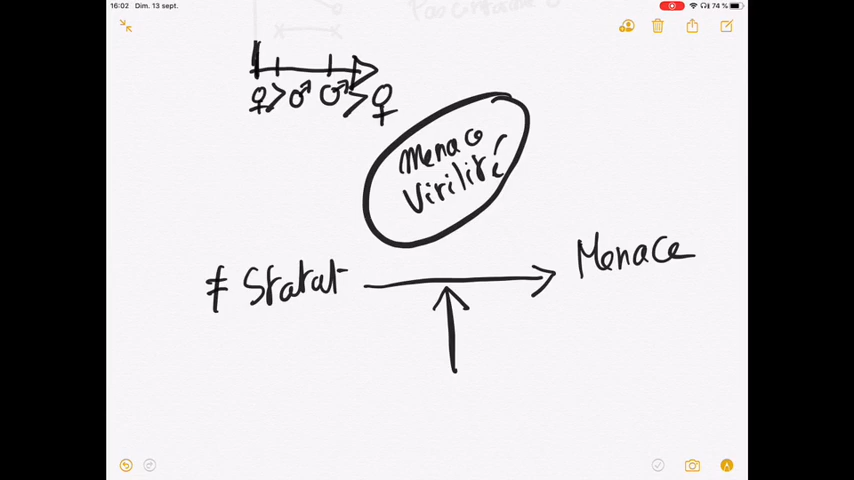 16:02 Dim. 13 sept. 74 %
♀>♂ ♂>♀
Menace
Virilité
≠ Statut
Menace